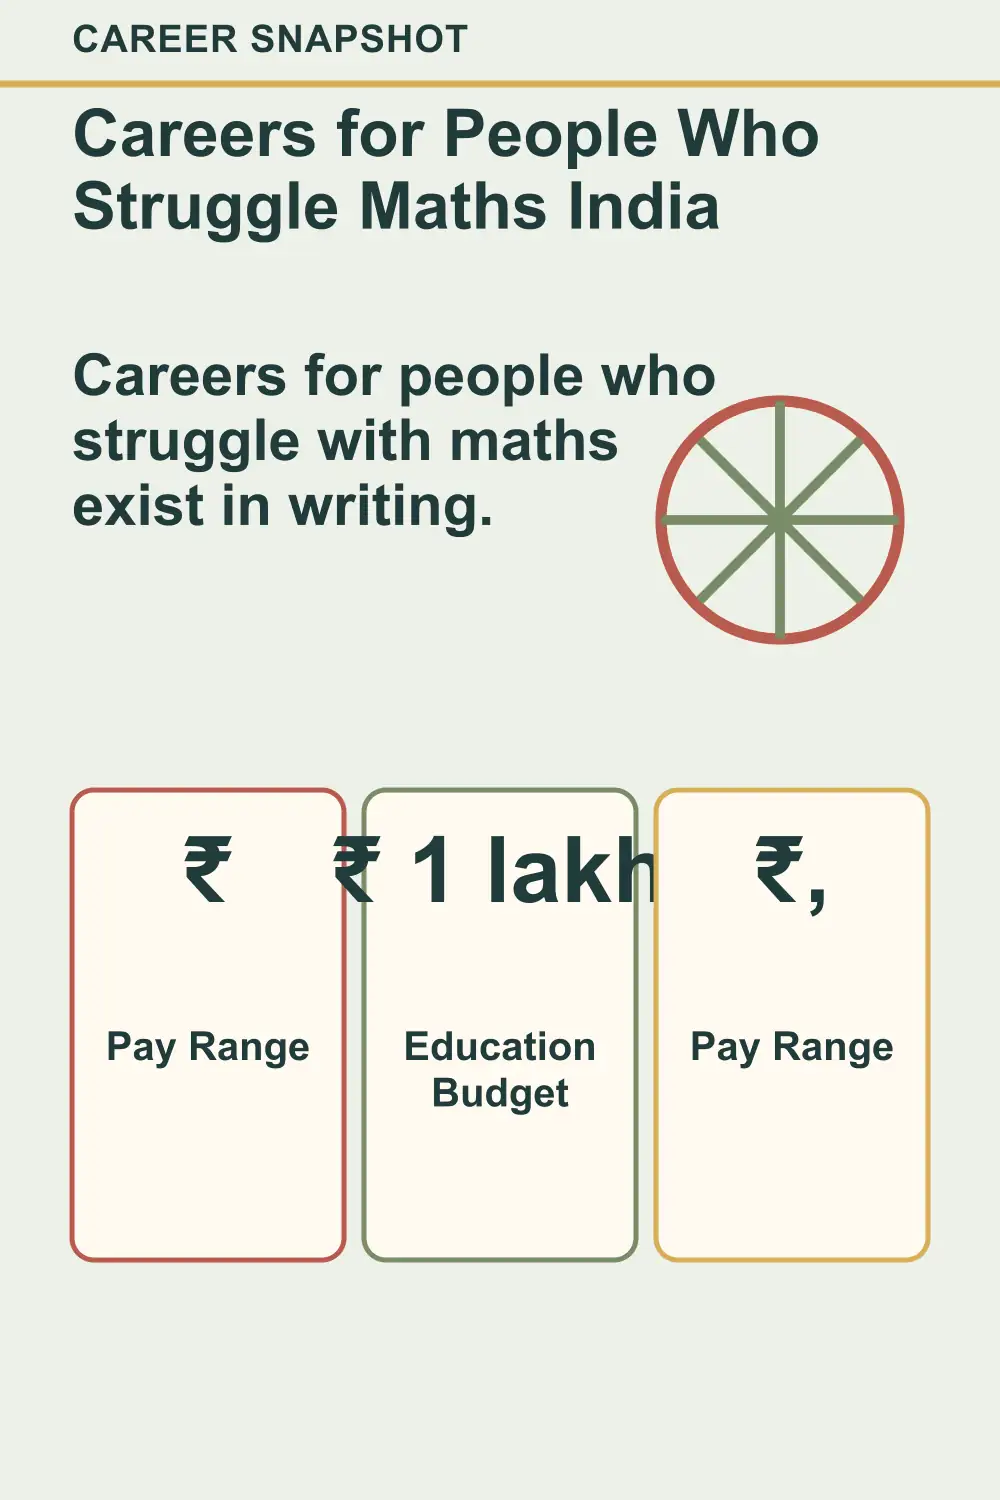 CAREER SNAPSHOT
Careers for People Who
Struggle Maths India
Careers for people who
struggle with maths
exist in writing.
₹
₹ 1 lakh
₹,
Pay Range
Education
Budget
Pay Range